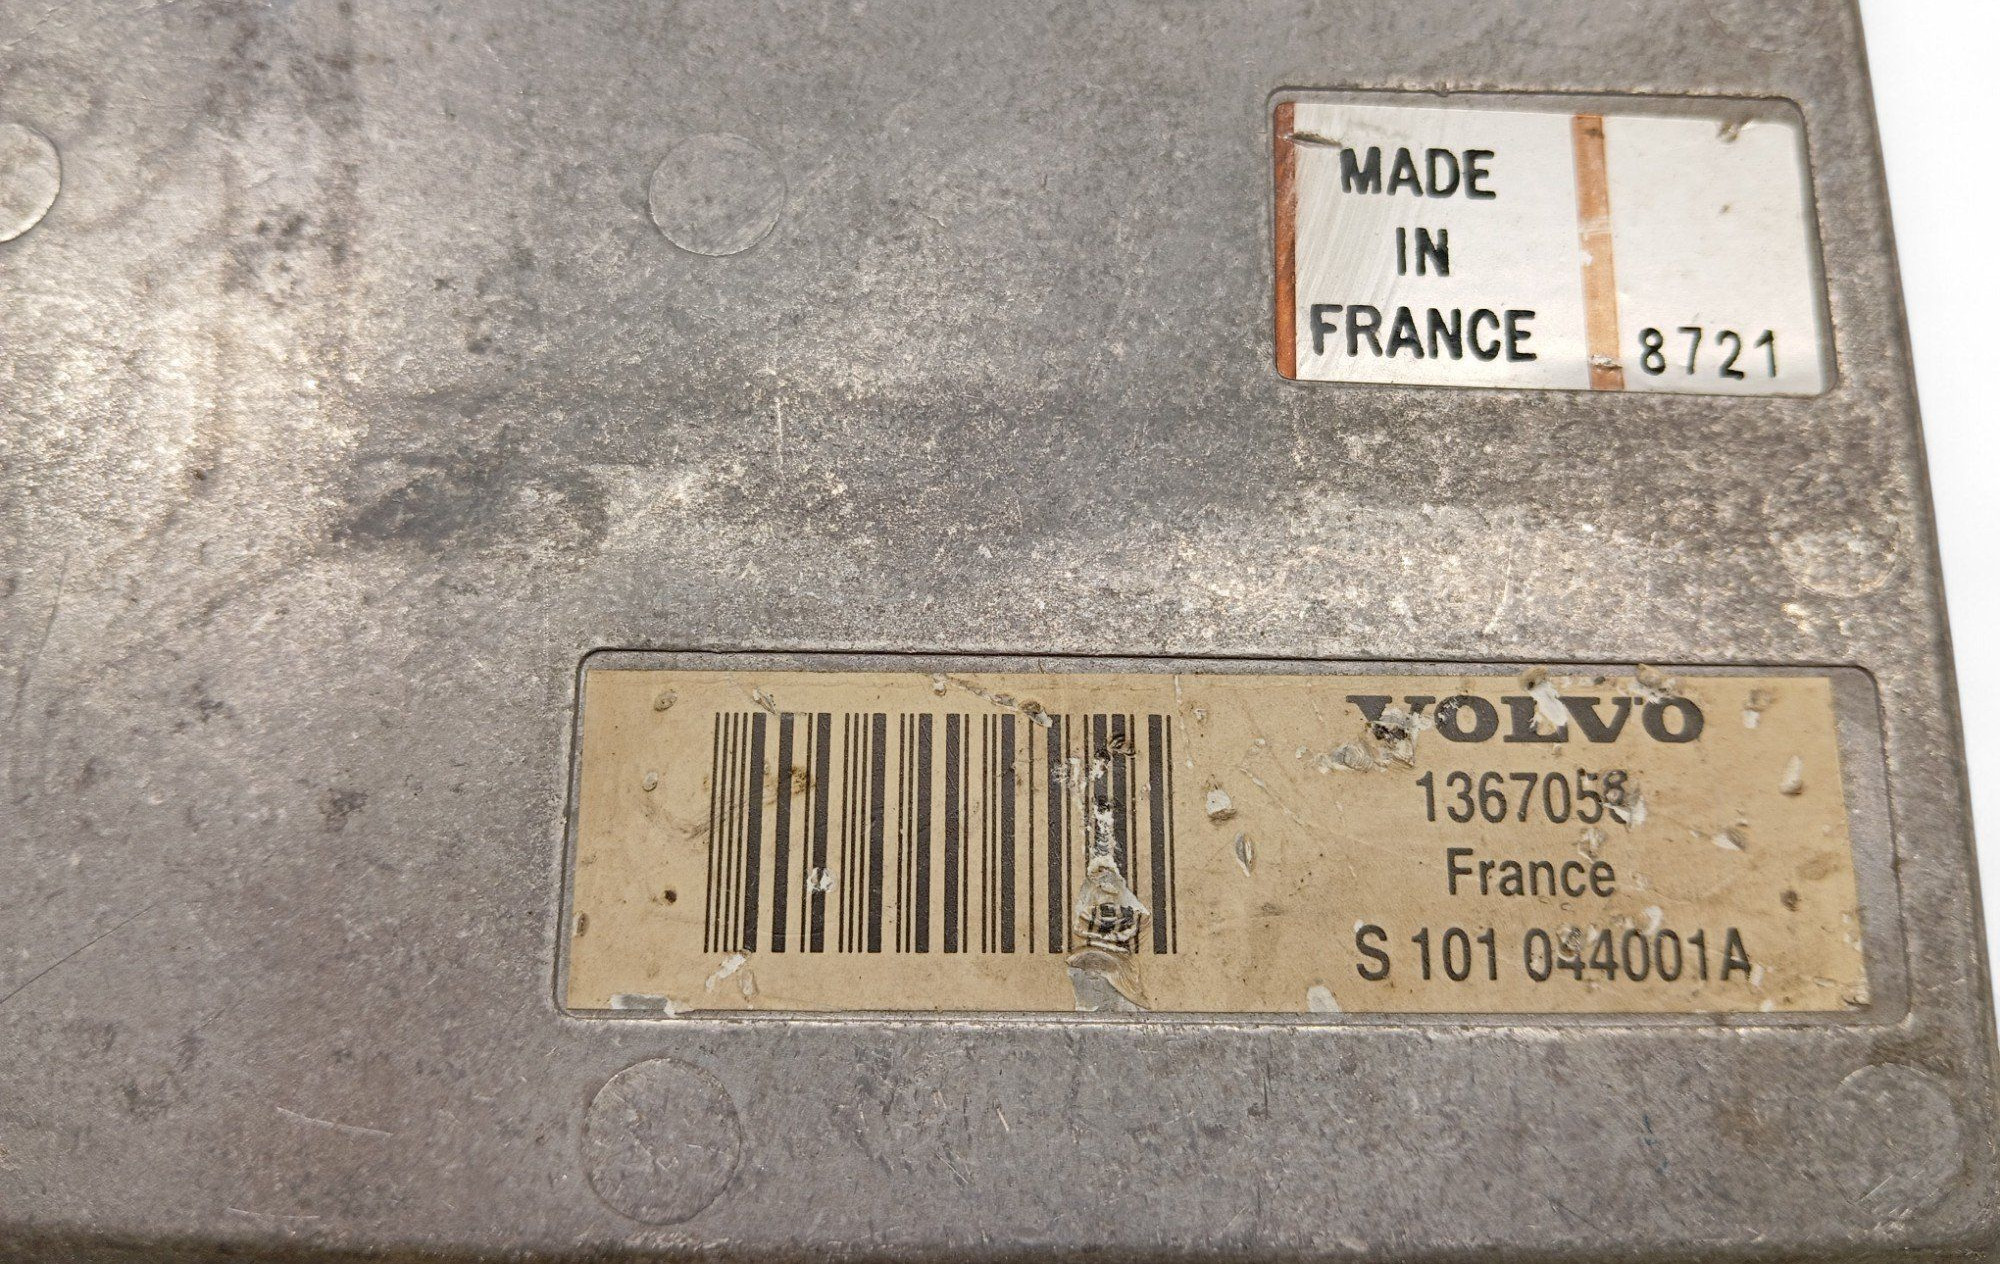 MADE
IN
FRANCE
8721
VOLVO
1367058
France
S 101 044001A